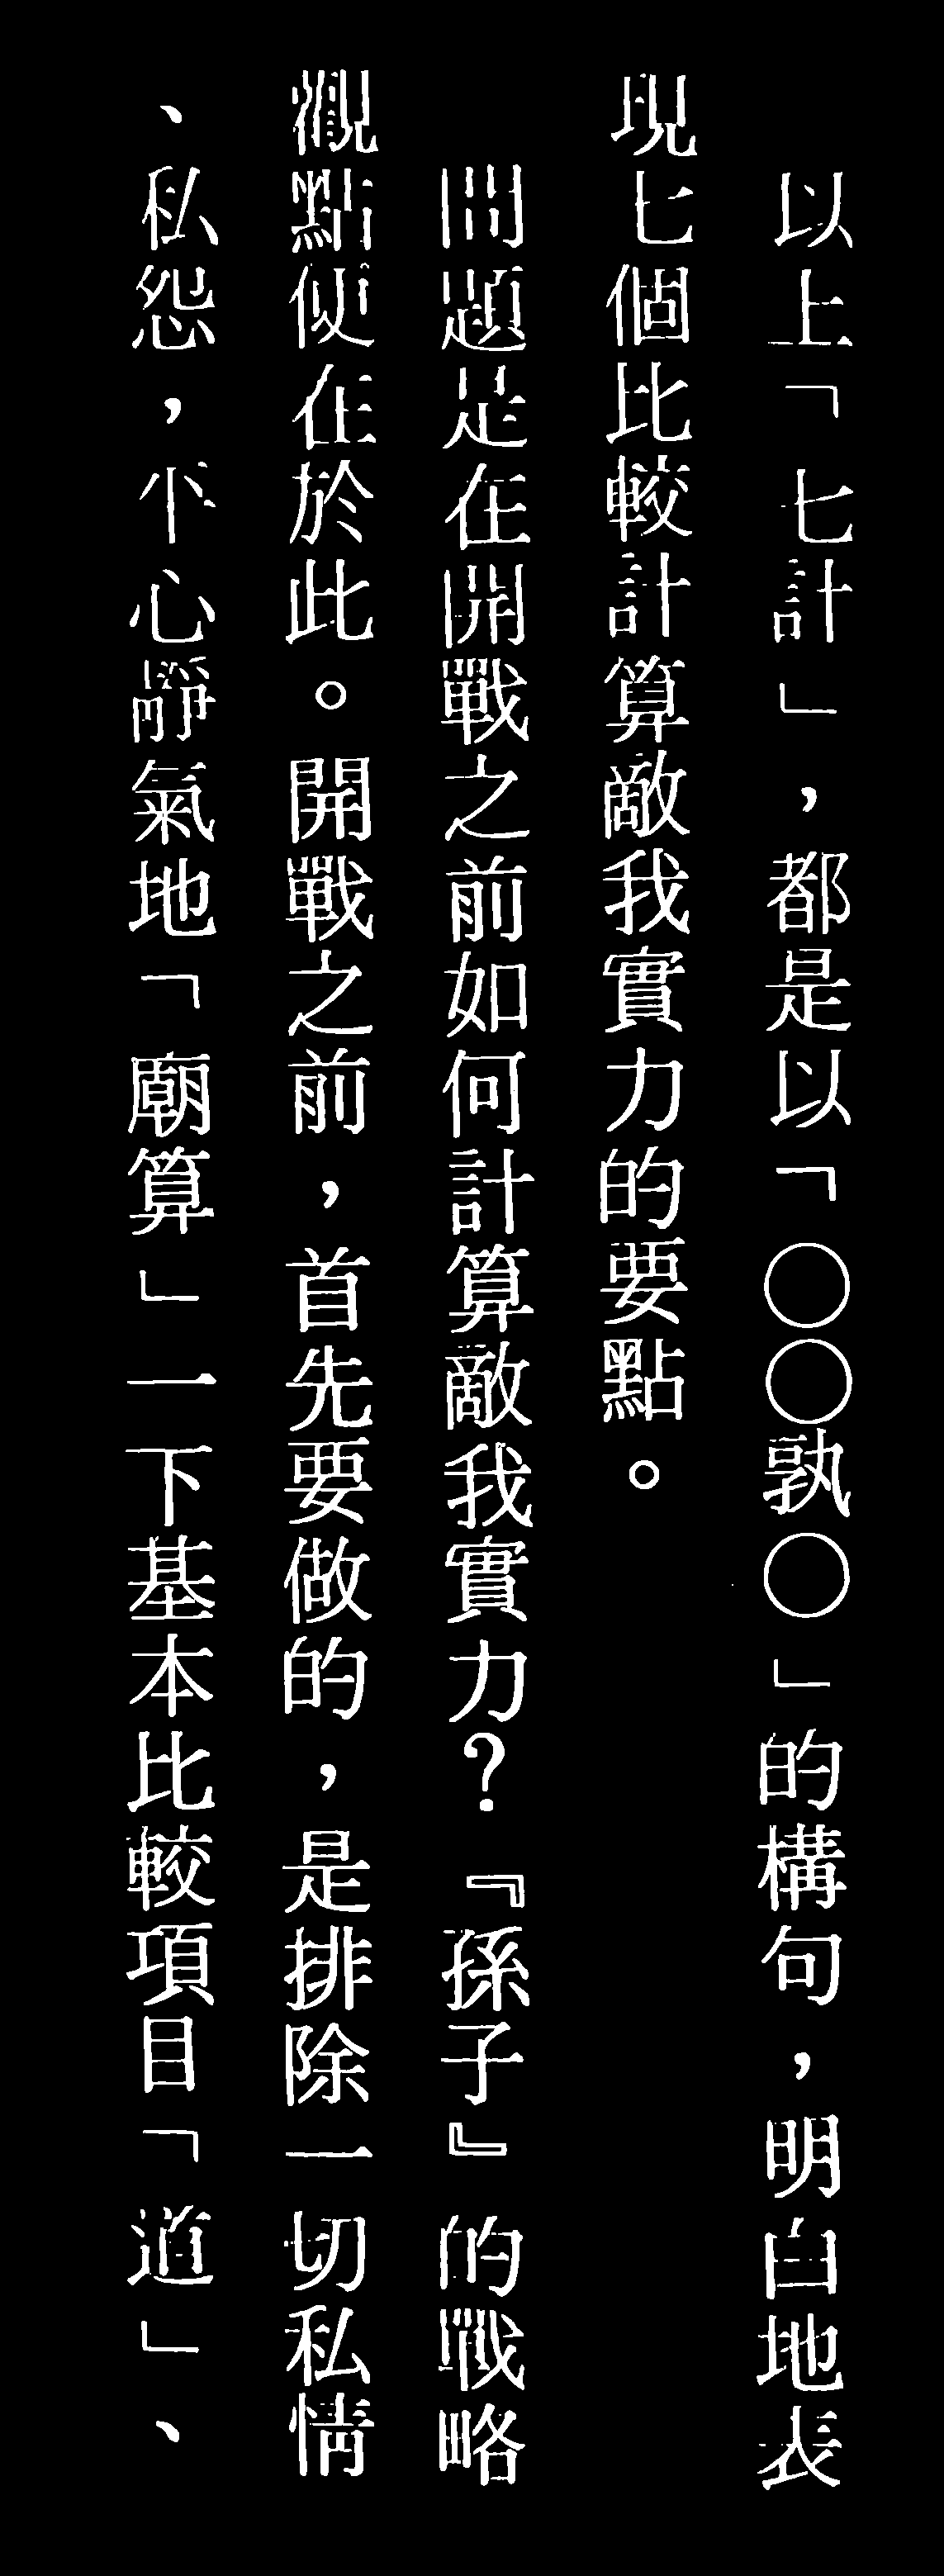 以上「七計」，都是以「○○孰○」的構句，明白地表
現七個比較計算敵我實力的要點。
問題是在開戰之前如何計算敵我實力？『孫子』的戰略
觀點便在於此。開戰之前，首先要做的，是排除一切私情
、私怨，平心靜氣地「廟算」一下基本比較項目「道」、